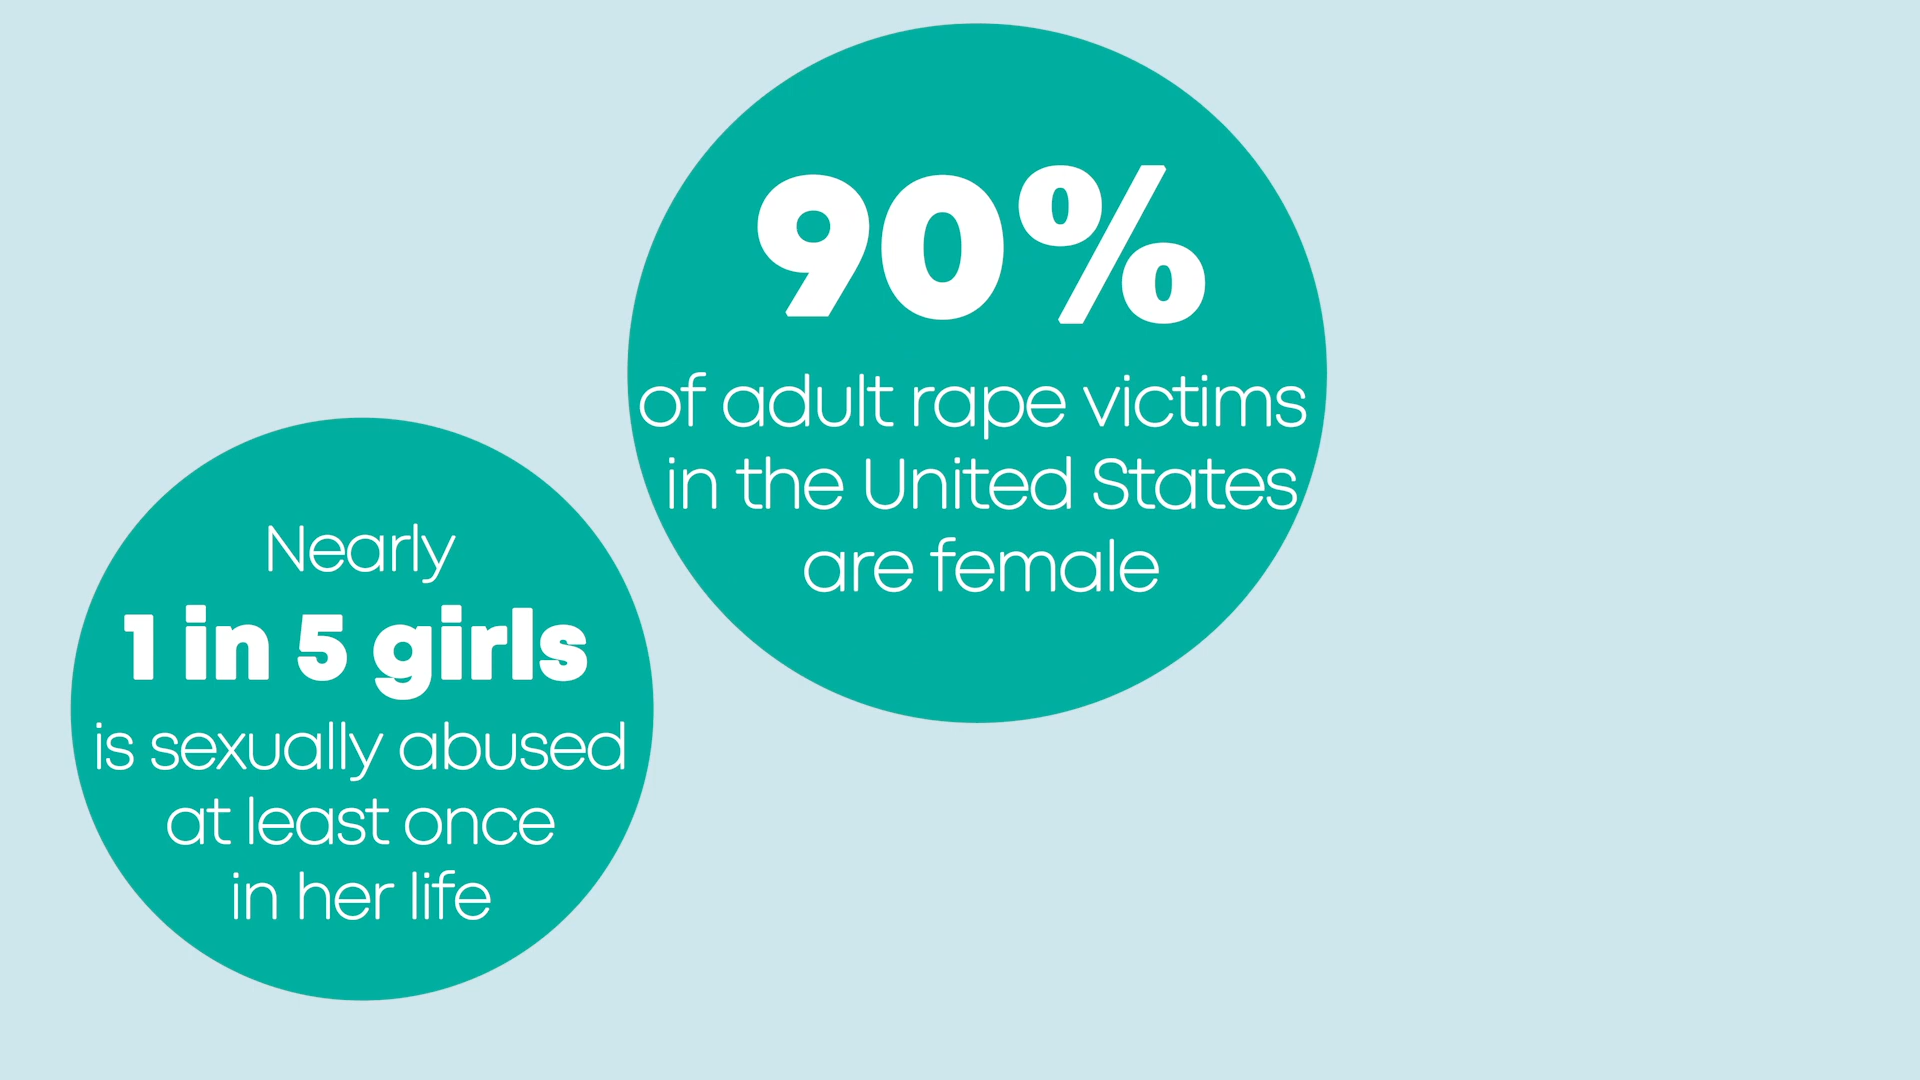 90%
of adult rape victims
in the United States
are female
Nearly
1 in 5 girls
is sexually abused
at least once
in her life